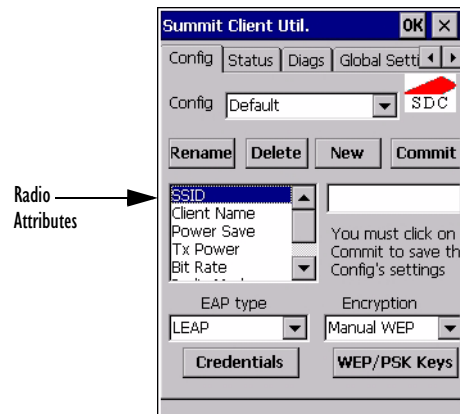 Summit Client Util. OK
Config Status Diags Global Setti
Config Default
SDC
Rename Delete New Commit
Radio
Attributes
SSID
Client Name
Power Save
Tx Power
Bit Rate
You must click on
Commit to save th
Config's settings
EAP type Encryption
LEAP Manual WEP
Credentials WEP/PSK Keys